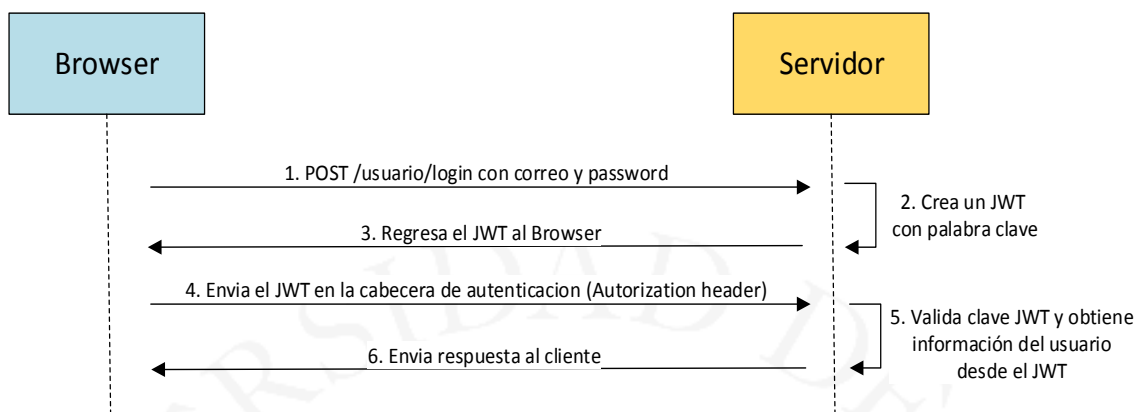 Browser
Servidor
1. POST /usuario/login con correo y password
2. Crea un JWT
con palabra clave
3. Regresa el JWT al Browser
4. Envia el JWT en la cabecera de autenticacion (Autorization header)
5. Valida clave JWT y obtiene
información del usuario
desde el JWT
6. Envia respuesta al cliente
RSIDAD DE